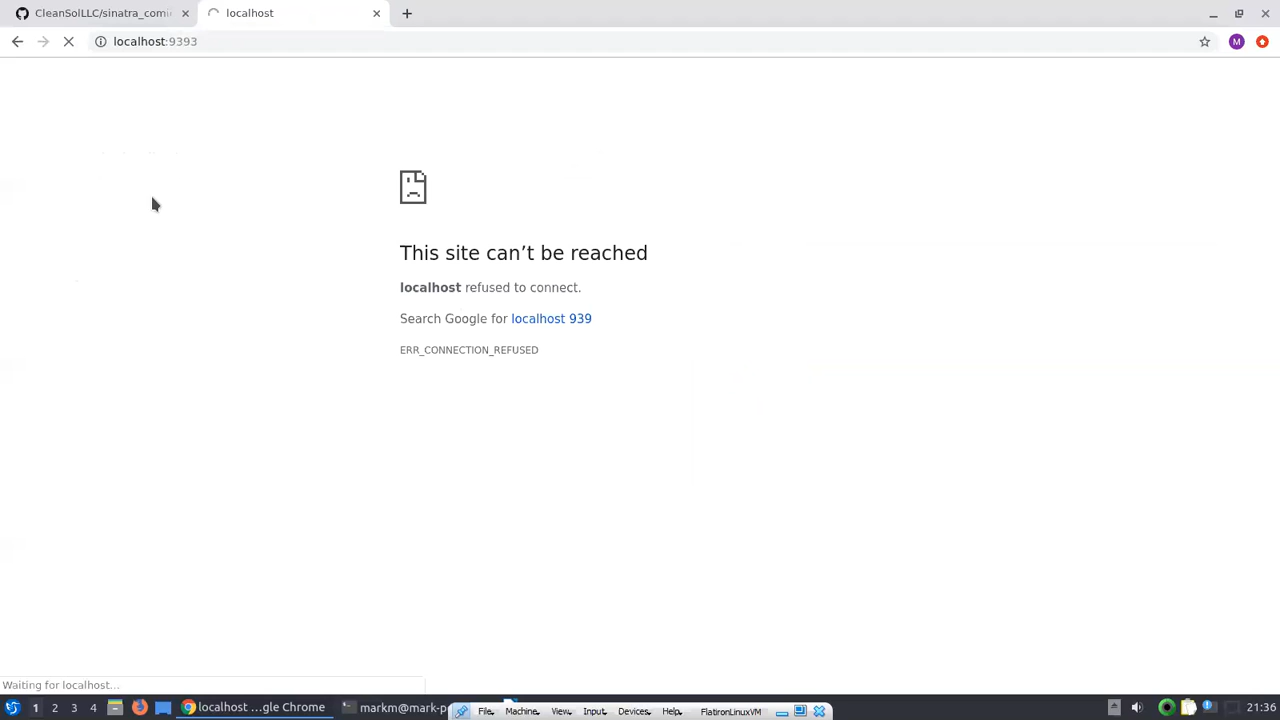 CleanSolLLC/sinatra_comi
localhost
localhost:9393
M
This site can't be reached
localhost refused to connect.
Search Google for localhost 939
ERR_CONNECTION_REFUSED
Waiting for localhost...
1 2 3 4 localhost ...gle Chrome markm@mark-p File Machine View Input Devices Help FlatironLinuxVM 21:36